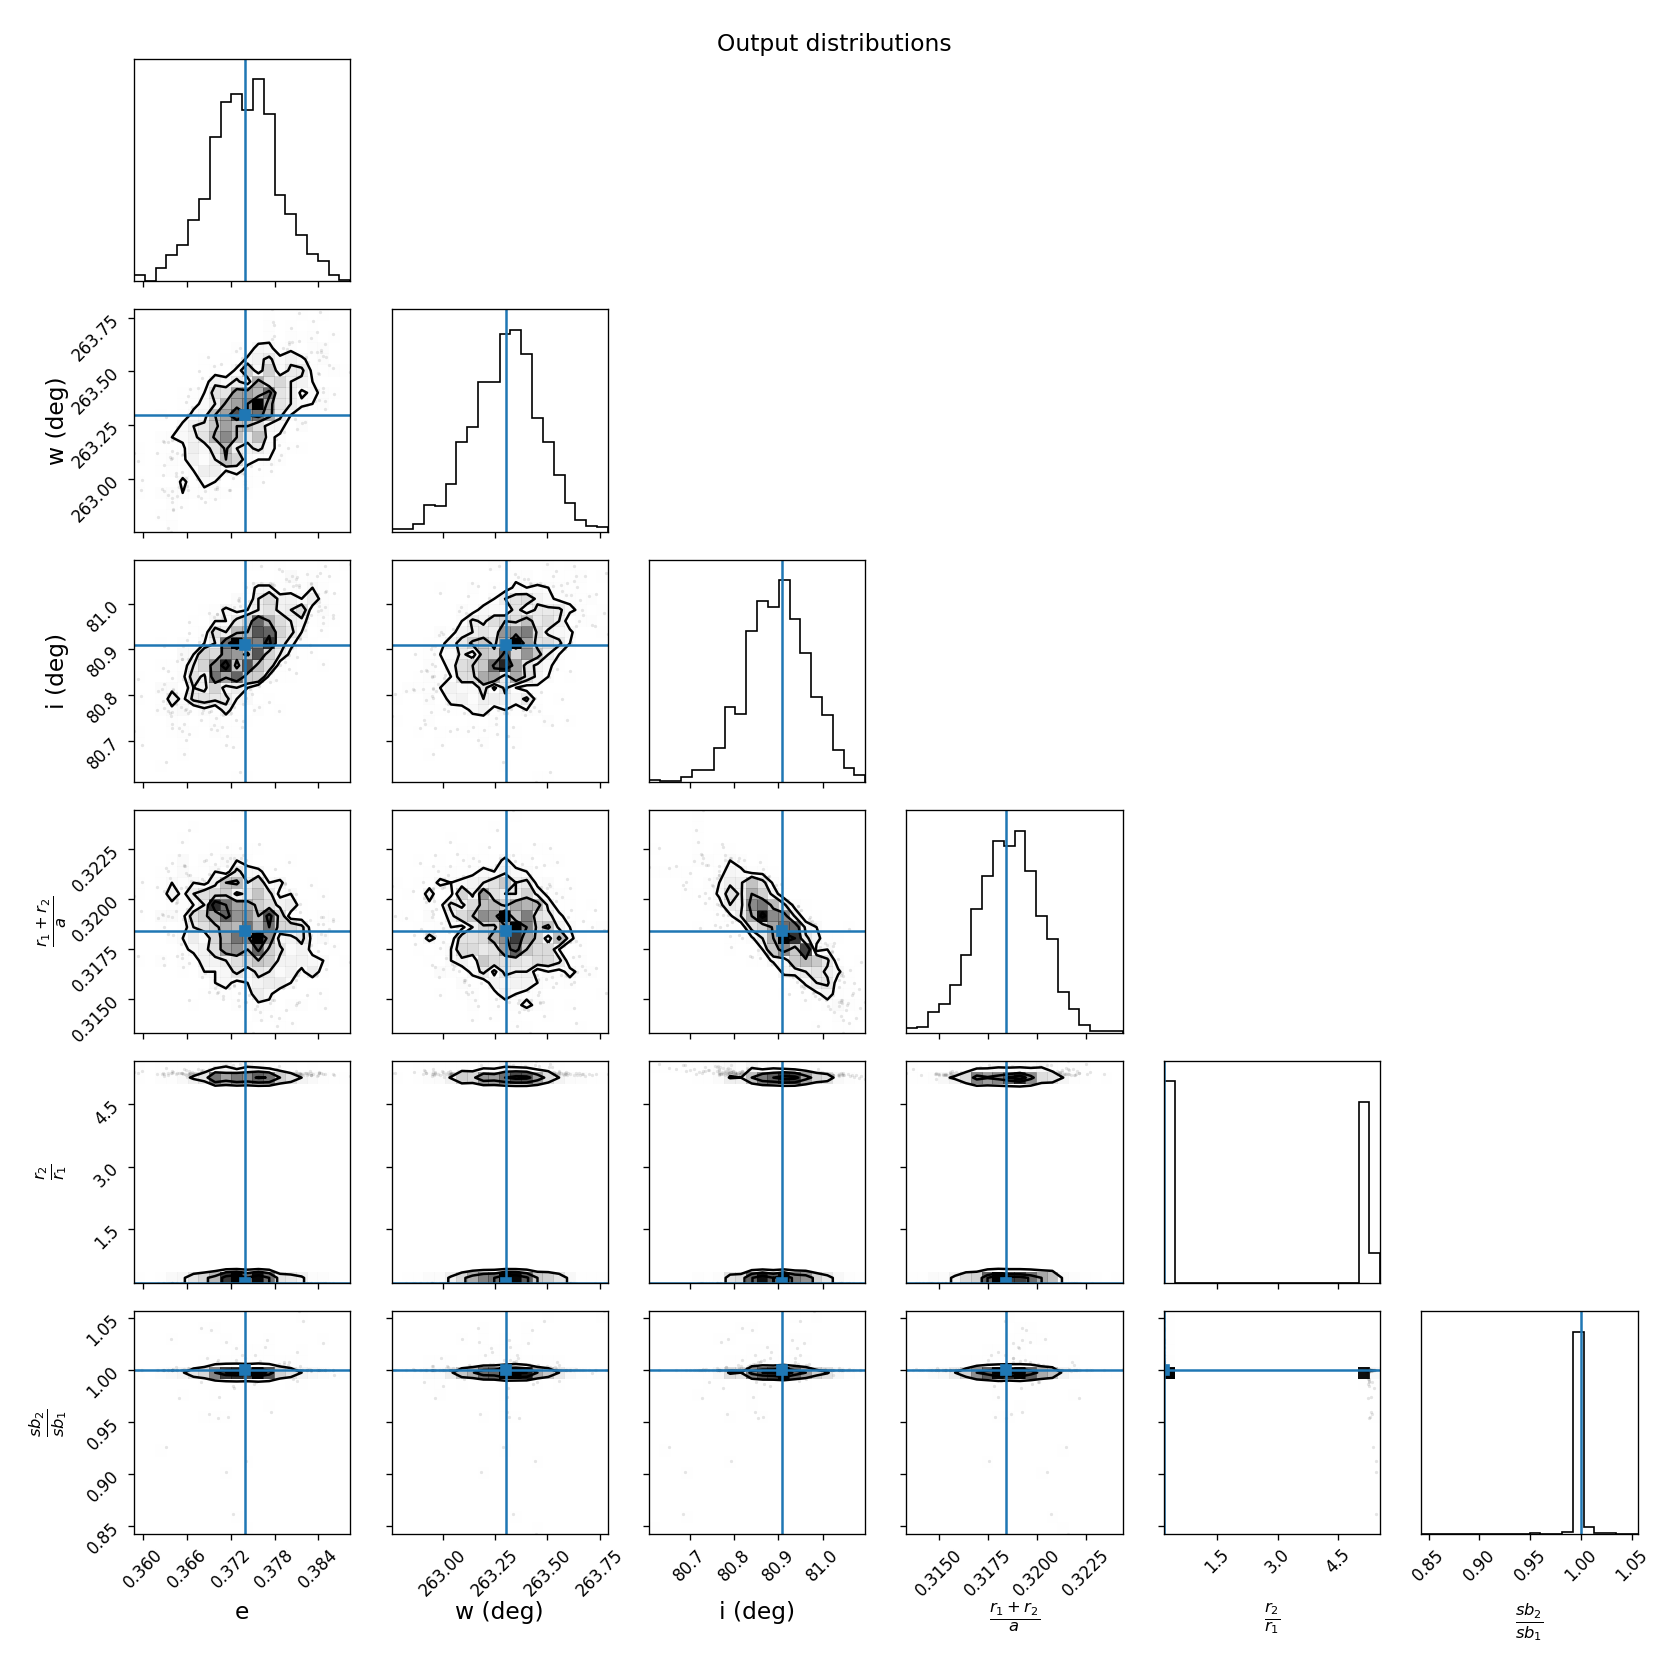 Output distributions
w (deg)
263.75
263.50
263.25
263.00
i (deg)
81.0
80.9
80.8
80.7
r₁ + r₂
a
0.3225
0.3200
0.3175
0.3150
r₂
r₁
4.5
3.0
1.5
sb₂
sb₁
1.05
1.00
0.95
0.90
0.85
0.360 0.366 0.372 0.378 0.384 263.00 263.25 263.50 263.75 80.7 80.8 80.9 81.0 0.3150 0.3175 0.3200 0.3225 1.5 3.0 4.5 0.85 0.90 0.95 1.00 1.05
e w (deg) i (deg) r₁ + r₂ r₂ sb₂
a r₁ sb₁